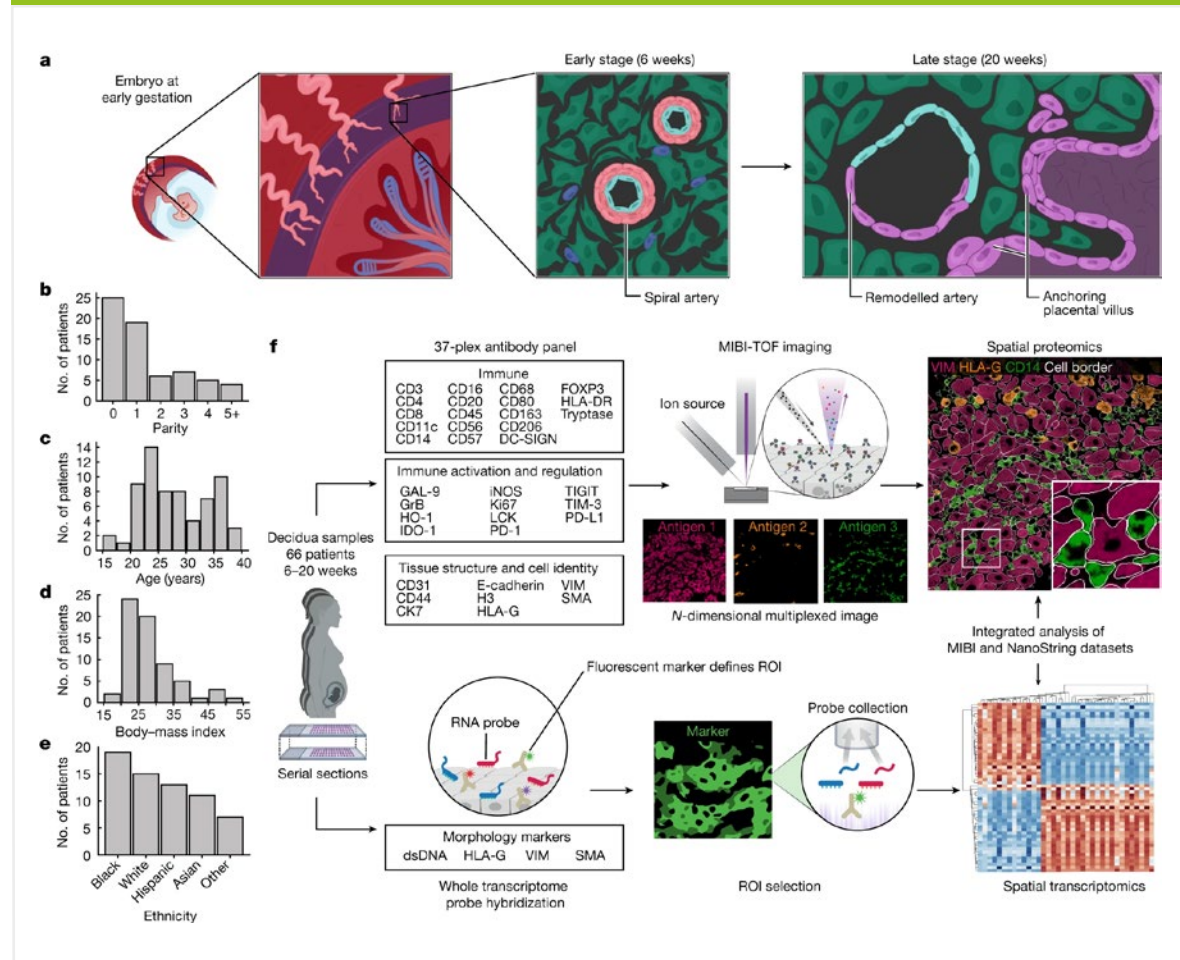 a
Embryo at
early gestation
Early stage (6 weeks)
Late stage (20 weeks)
Spiral artery
Remodelled artery
Anchoring
placental villus
b
No. of patients
25
20
15
10
5
0
0 1 2 3 4 5+
Parity
c
No. of patients
14
12
10
8
6
4
2
0
15 20 25 30 35 40
Age (years)
d
No. of patients
25
20
15
10
5
0
15 25 35 45 55
Body–mass index
e
No. of patients
20
15
10
5
0
Black White Hispanic Asian Other
Ethnicity
f
Decidua samples
66 patients
6–20 weeks
Serial sections
37-plex antibody panel
Immune
CD3 CD16 CD68 FOXP3
CD4 CD20 CD80 HLA-DR
CD8 CD45 CD163 Tryptase
CD11c CD56 CD206
CD14 CD57 DC-SIGN
Immune activation and regulation
GAL-9 iNOS TIGIT
GrB Ki67 TIM-3
HO-1 LCK PD-L1
IDO-1 PD-1
Tissue structure and cell identity
CD31 E-cadherin VIM
CD44 H3 SMA
CK7 HLA-G
MIBI-TOF imaging
Ion source
Antigen 1 Antigen 2 Antigen 3
N-dimensional multiplexed image
Spatial proteomics
VIM HLA-G CD14 Cell border
Integrated analysis of
MIBI and NanoString datasets
Fluorescent marker defines ROI
RNA probe
Morphology markers
dsDNA HLA-G VIM SMA
Whole transcriptome
probe hybridization
Marker
ROI selection
Probe collection
Spatial transcriptomics